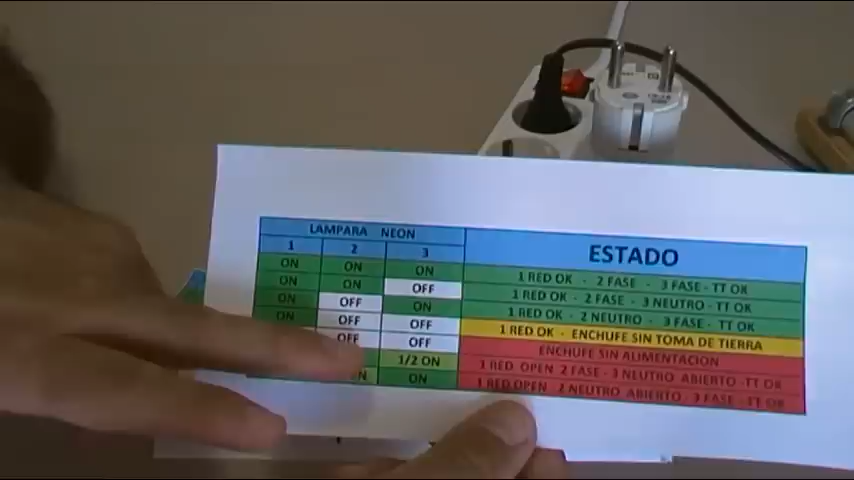 LAMPARA NEON ESTADO
1 2 3
ON ON ON 1 RED OK - 2 FASE - 3 FASE - TT OK
ON ON OFF 1 RED OK - 2 FASE - 3 NEUTRO - TT OK
ON OFF ON 1 RED OK - 2 NEUTRO - 3 FASE - TT OK
ON OFF OFF 1 RED OK - ENCHUFE SIN TOMA DE TIERRA
OFF OFF ENCHUFE SIN ALIMENTACION
1/2 ON 1 RED OPEN 2 FASE - 3 NEUTRO ABIERTO - TT OK
ON 1 RED OPEN 2 NEUTRO ABIERTO - 3 FASE - TT OK